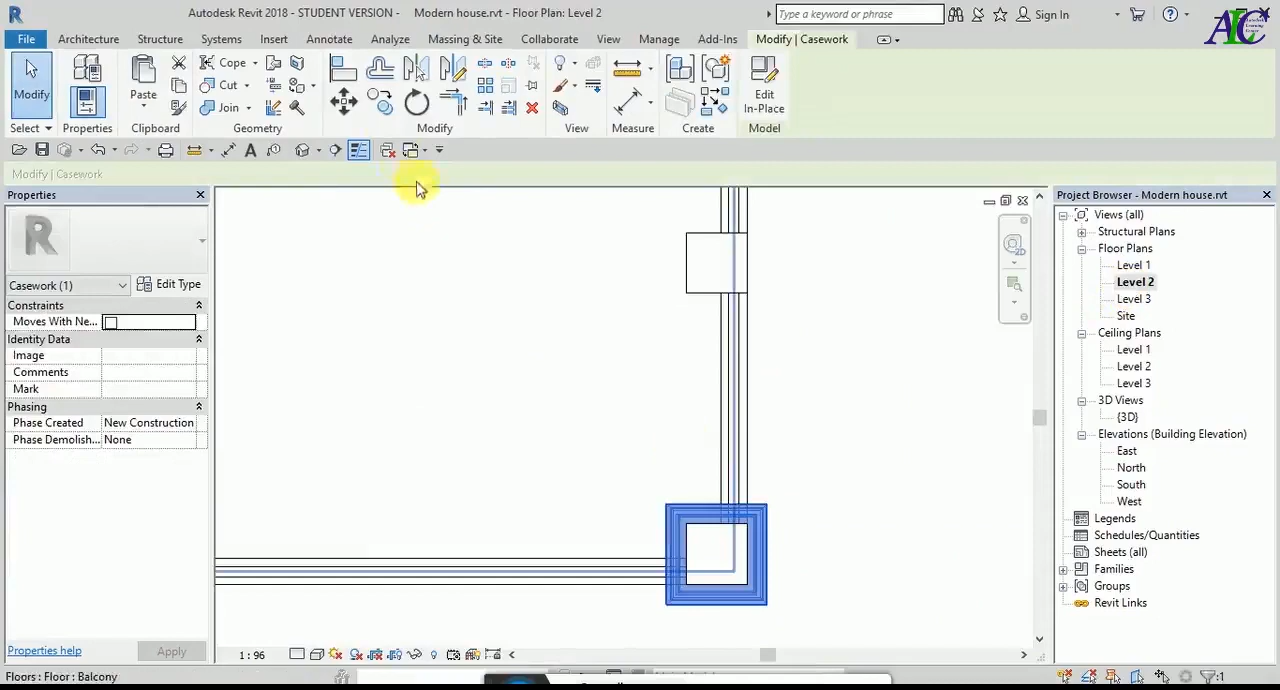 Autodesk Revit 2018 - STUDENT VERSION - Modern house.rvt - Floor Plan: Level 2
Type a keyword or phrase
Sign In
ALC
File Architecture Structure Systems Insert Annotate Analyze Massing & Site Collaborate View Manage Add-Ins Modify | Casework
Modify
Paste
Cope
Cut
Join
Edit
In-Place
Select Properties Clipboard Geometry Modify View Measure Create Model
Modify | Casework
Properties
R
Casework (1)
Edit Type
Constraints
Moves With Ne...
Identity Data
Image
Comments
Mark
Phasing
Phase Created New Construction
Phase Demolish... None
Properties help
Apply
1 : 96
2D
Project Browser - Modern house.rvt
Views (all)
Structural Plans
Floor Plans
Level 1
Level 2
Level 3
Site
Ceiling Plans
Level 1
Level 2
Level 3
3D Views
{3D}
Elevations (Building Elevation)
East
North
South
West
Legends
Schedules/Quantities
Sheets (all)
Families
Groups
Revit Links
Floors : Floor : Balcony
:1